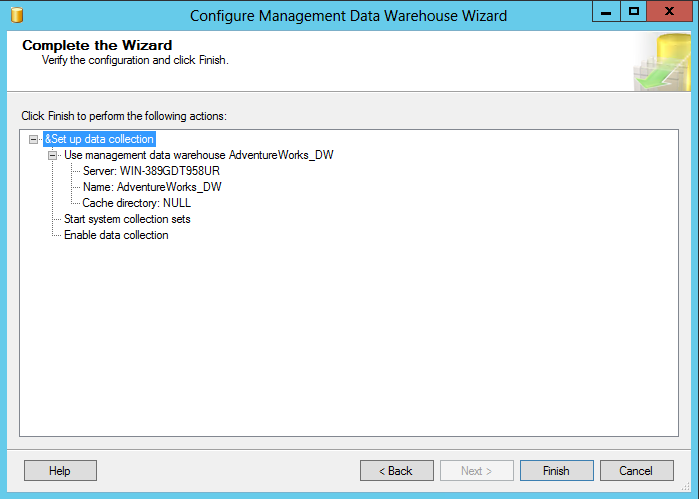 Configure Management Data Warehouse Wizard
Complete the Wizard
Verify the configuration and click Finish.
Click Finish to perform the following actions:
&Set up data collection
Use management data warehouse AdventureWorks_DW
Server: WIN-389GDT958UR
Name: AdventureWorks_DW
Cache directory: NULL
Start system collection sets
Enable data collection
Help
< Back
Next >
Finish
Cancel